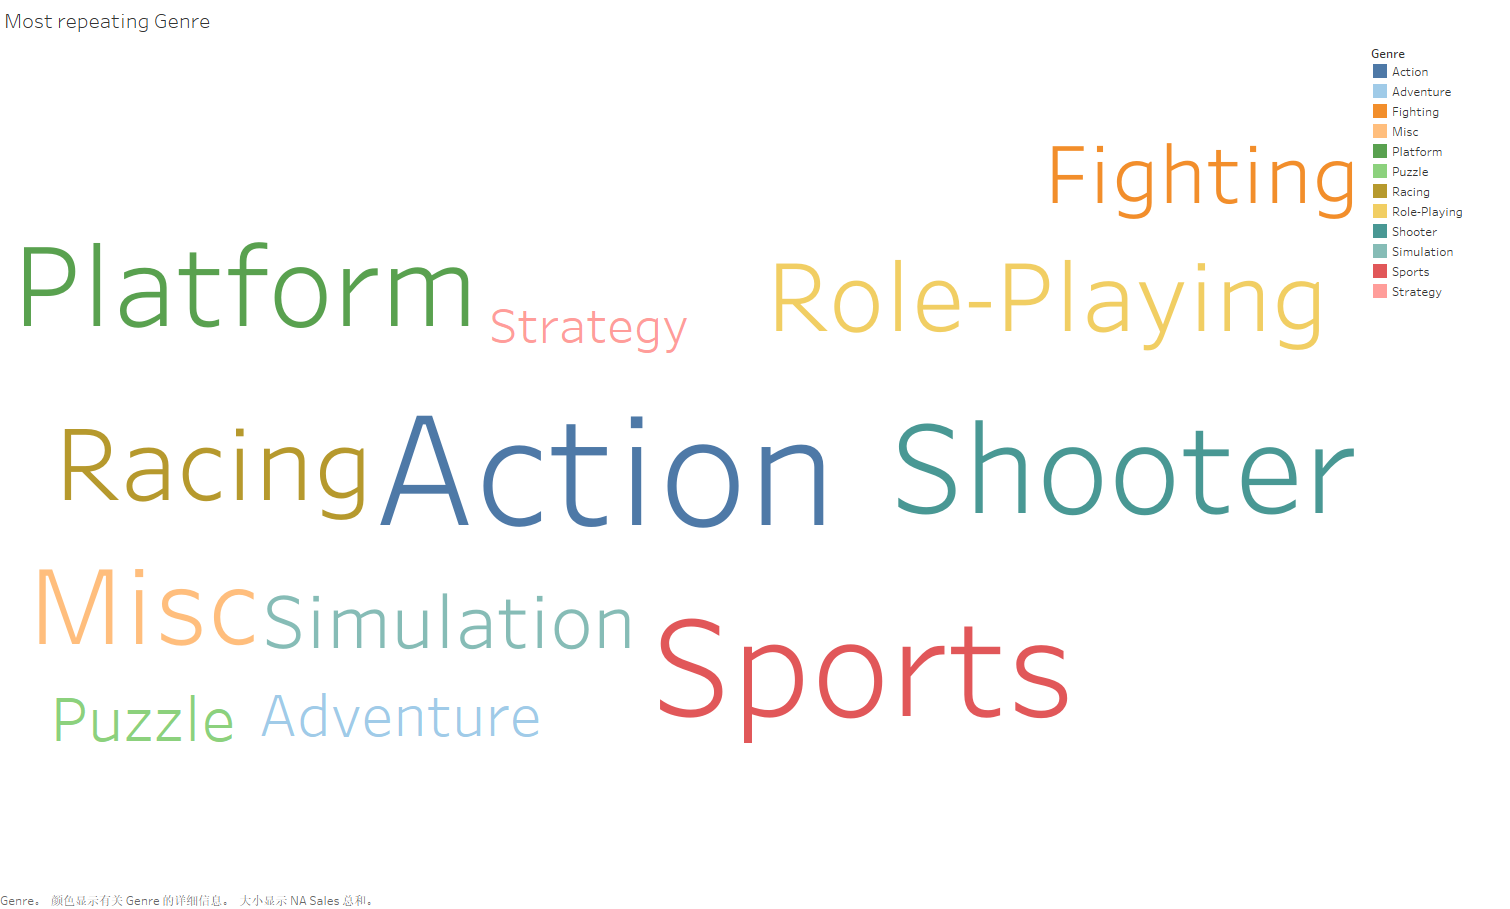 Most repeating Genre
Genre
Action
Adventure
Fighting
Misc
Platform
Puzzle
Racing
Role-Playing
Shooter
Simulation
Sports
Strategy
Fighting
Platform
Strategy
Role-Playing
Racing
Action
Shooter
Misc
Simulation
Sports
Puzzle
Adventure
Genre。 颜色显示有关 Genre 的详细信息。 大小显示 NA Sales 总和。